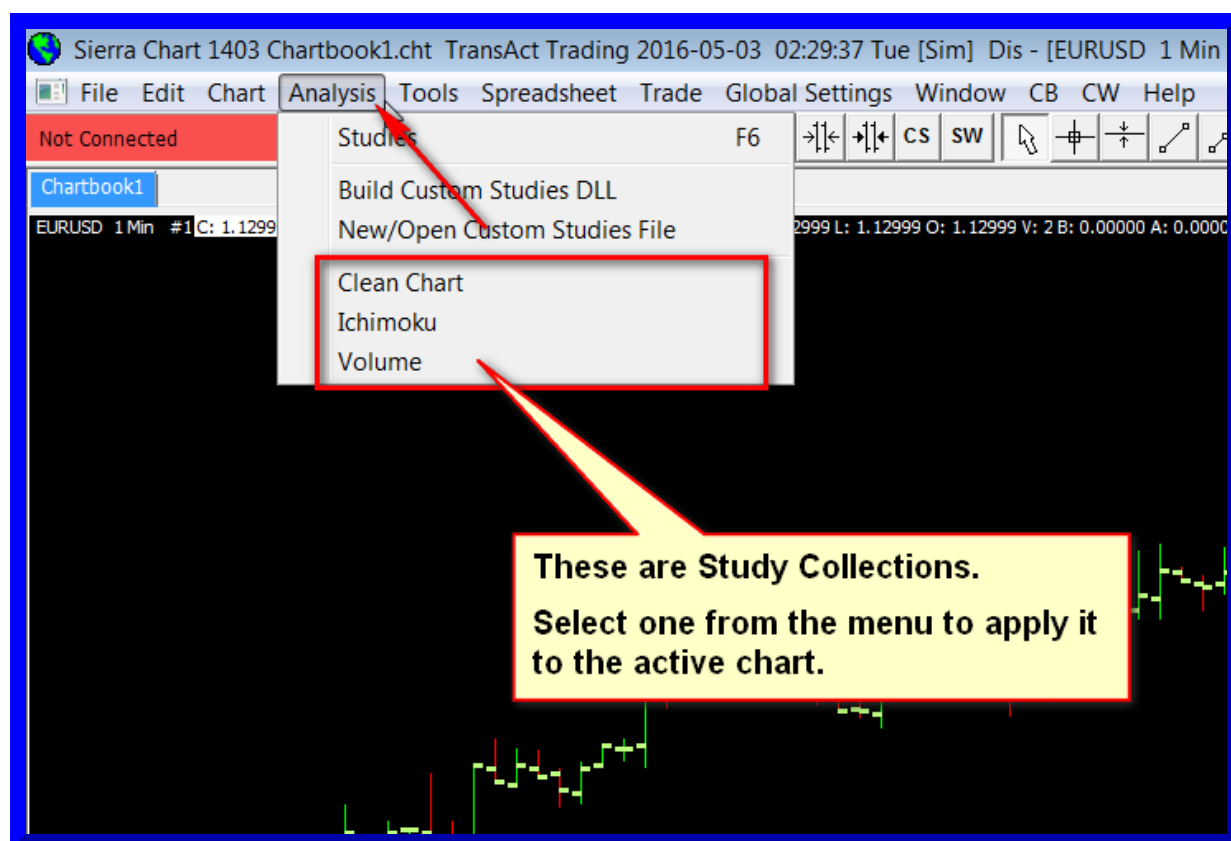 Sierra Chart 1403 Chartbook1.cht TransAct Trading 2016-05-03 02:29:37 Tue [Sim] Dis - [EURUSD 1 Min
File Edit Chart Analysis Tools Spreadsheet Trade Global Settings Window CB CW Help
Not Connected
Studies F6
CS SW
Chartbook1
Build Custom Studies DLL
EURUSD 1 Min #1 C: 1.1299
New/Open Custom Studies File
2999 L: 1.12999 O: 1.12999 V: 2 B: 0.00000 A: 0.0000
Clean Chart
Ichimoku
Volume
These are Study Collections.
Select one from the menu to apply it
to the active chart.